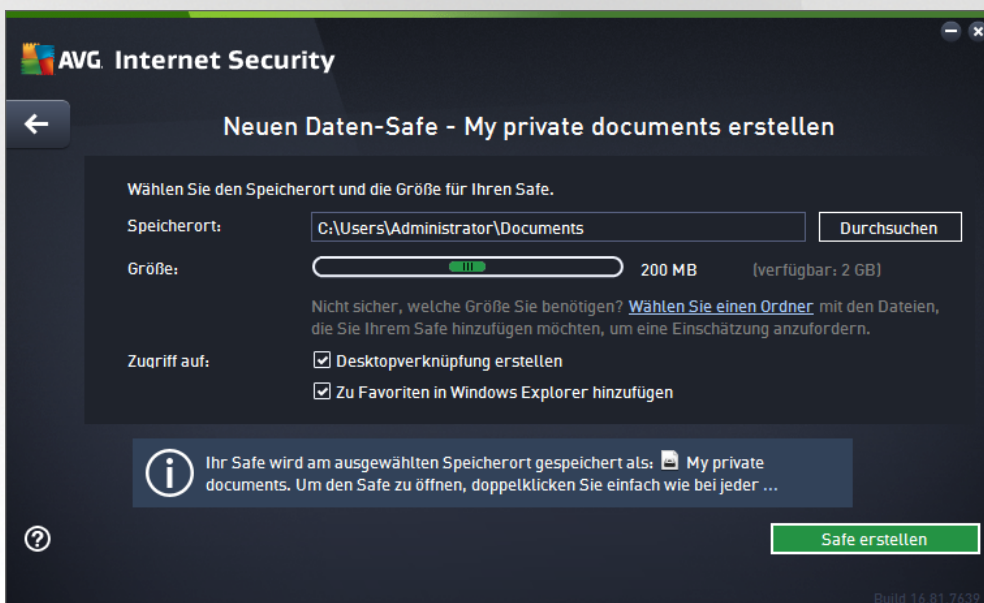 AVG Internet Security
Neuen Daten-Safe - My private documents erstellen
Wählen Sie den Speicherort und die Größe für Ihren Safe.
Speicherort: C:\Users\Administrator\Documents Durchsuchen
Größe: 200 MB (verfügbar: 2 GB)
Nicht sicher, welche Größe Sie benötigen? Wählen Sie einen Ordner mit den Dateien,
die Sie Ihrem Safe hinzufügen möchten, um eine Einschätzung anzufordern.
Zugriff auf: Desktopverknüpfung erstellen
Zu Favoriten in Windows Explorer hinzufügen
Ihr Safe wird am ausgewählten Speicherort gespeichert als: My private
documents. Um den Safe zu öffnen, doppelklicken Sie einfach wie bei jeder ...
Safe erstellen
Build 16.81.7639